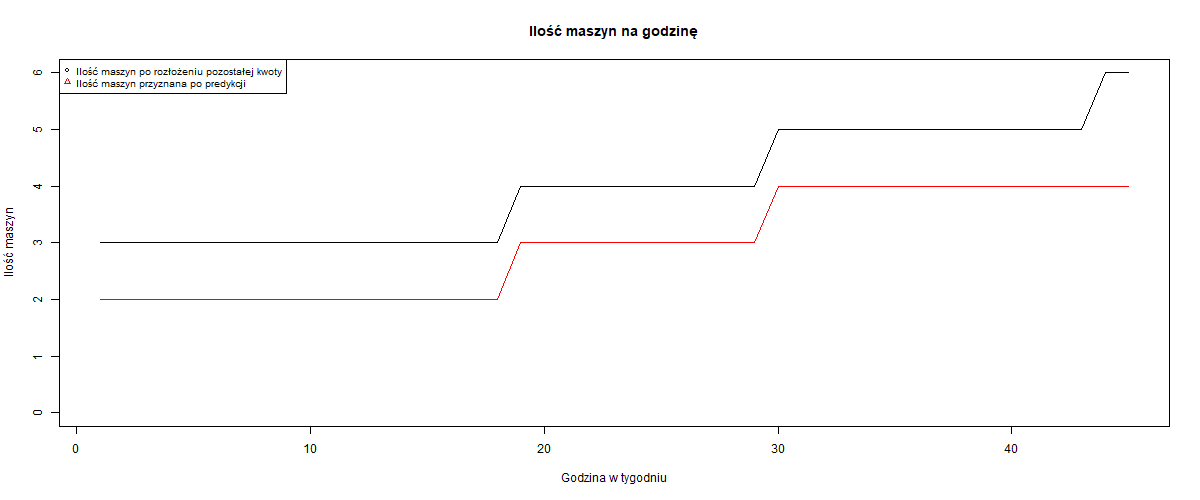 Ilość maszyn na godzinę
Ilość maszyn po rozłożeniu pozostałej kwoty
Ilość maszyn przyznana po predykcji
6
5
4
3
2
1
0
Ilość maszyn
0 10 20 30 40
Godzina w tygodniu